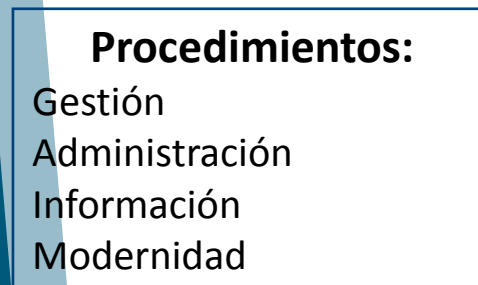 Procedimientos:
Gestión
Administración
Información
Modernidad